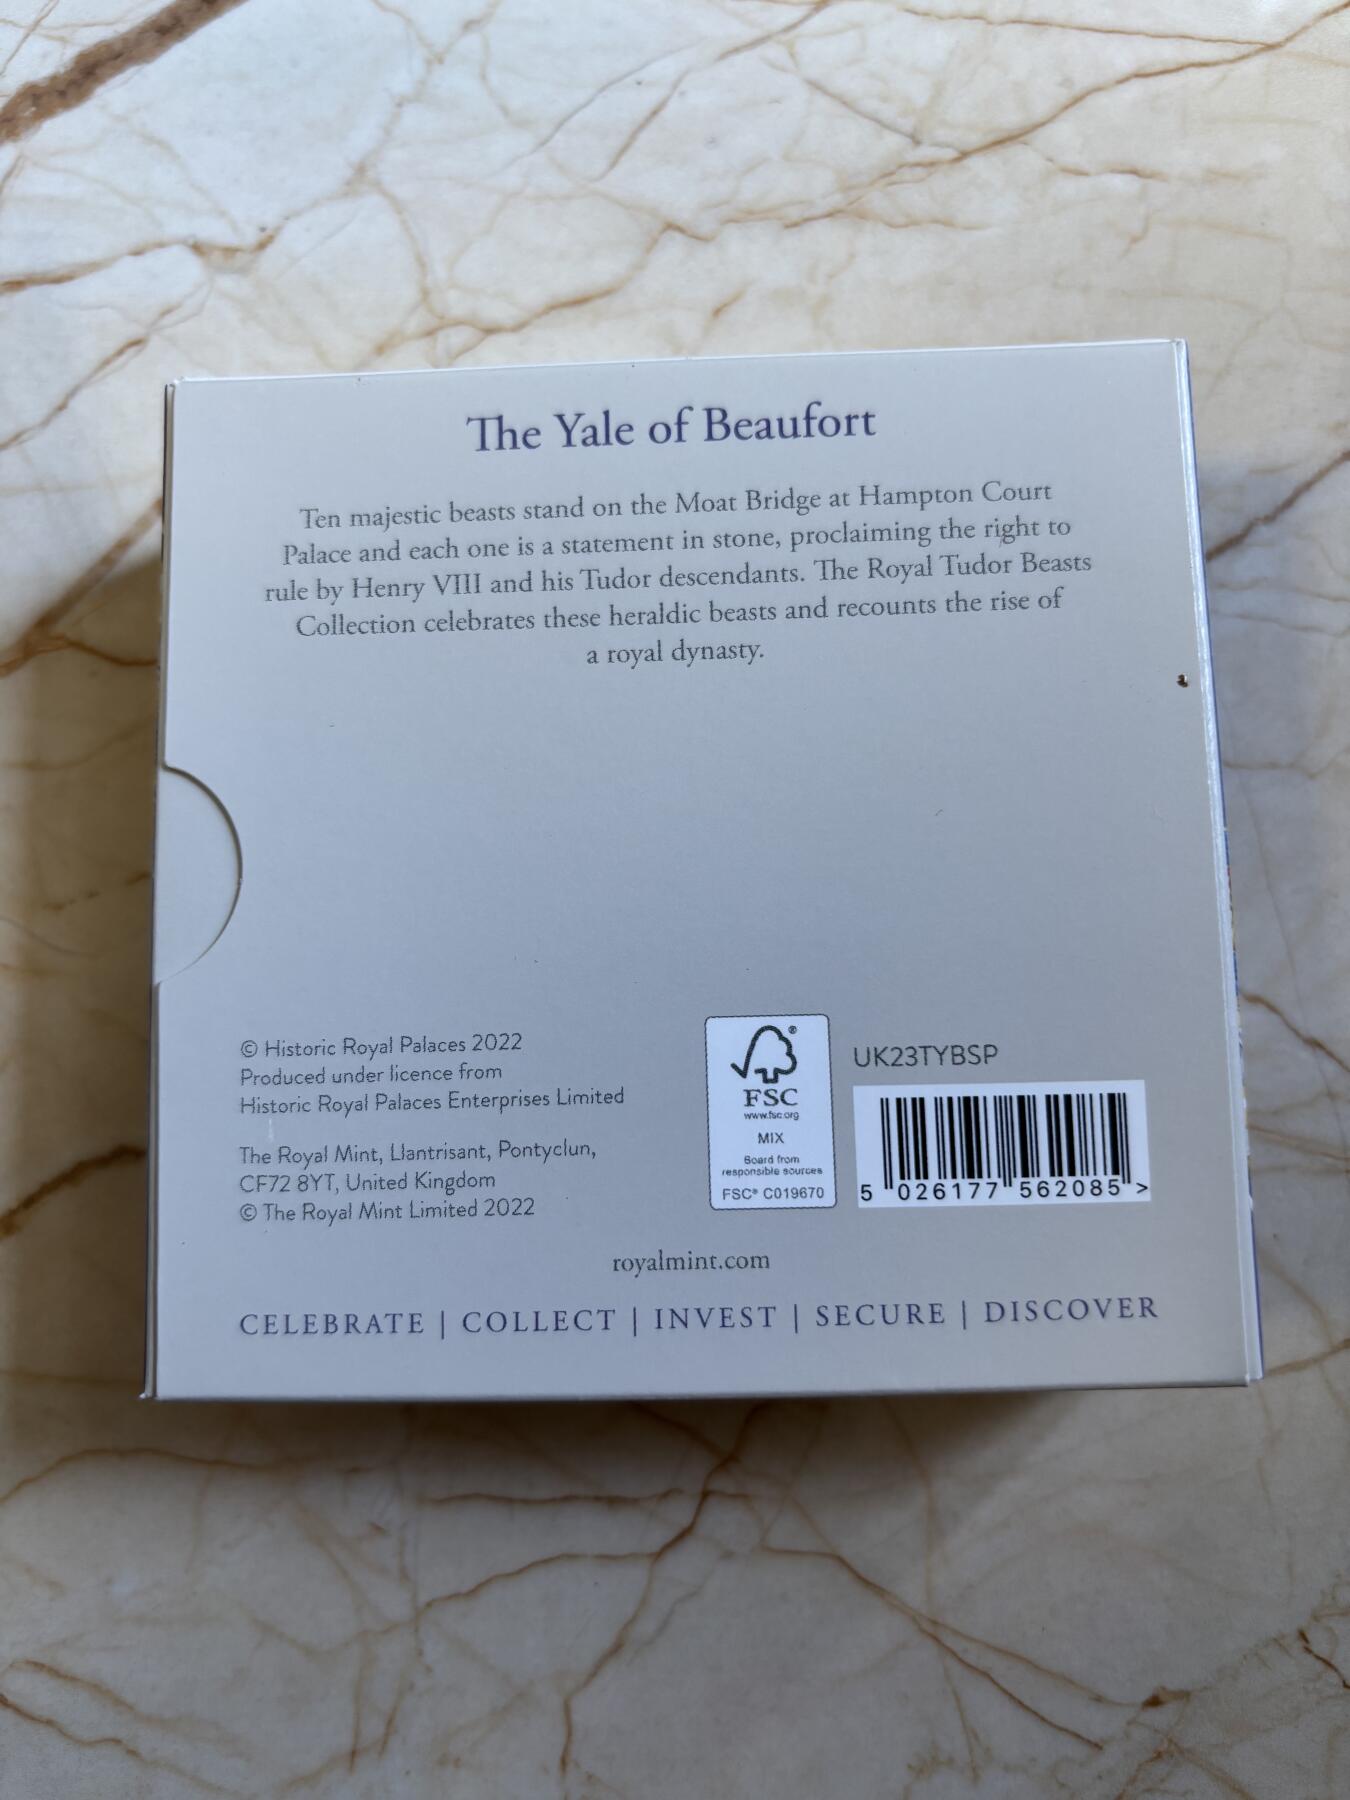 The Yale of Beaufort
Ten majestic beasts stand on the Moat Bridge at Hampton Court
Palace and each one is a statement in stone, proclaiming the right to
rule by Henry VIII and his Tudor descendants. The Royal Tudor Beasts
Collection celebrates these heraldic beasts and recounts the rise of
a royal dynasty.
© Historic Royal Palaces 2022
Produced under licence from
Historic Royal Palaces Enterprises Limited
The Royal Mint, Llantrisant, Pontyclun,
CF72 8YT, United Kingdom
© The Royal Mint Limited 2022
®
FSC
www.fsc.org
MIX
Board from
responsible sources
FSC® C019670
UK23TYBSP
5 026177 562085 >
royalmint.com
CELEBRATE | COLLECT | INVEST | SECURE | DISCOVER